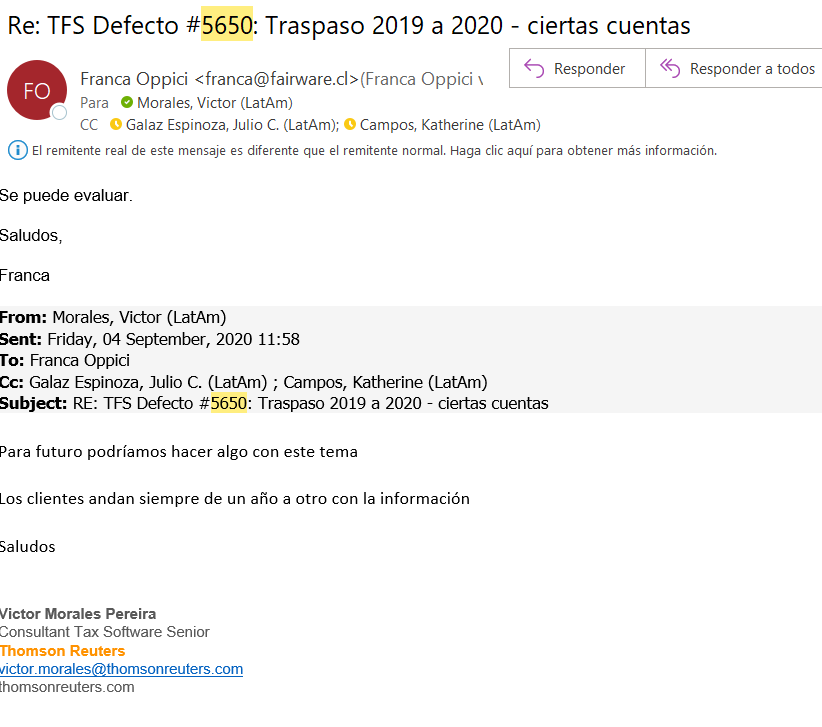 Re: TFS Defecto #5650: Traspaso 2019 a 2020 - ciertas cuentas
FO
Franca Oppici <franca@fairware.cl>(Franca Oppici v
Responder
Responder a todos
Para Morales, Victor (LatAm)
CC Galaz Espinoza, Julio C. (LatAm); Campos, Katherine (LatAm)
El remitente real de este mensaje es diferente que el remitente normal. Haga clic aquí para obtener más información.
Se puede evaluar.
Saludos,
Franca
From: Morales, Victor (LatAm)
Sent: Friday, 04 September, 2020 11:58
To: Franca Oppici
Cc: Galaz Espinoza, Julio C. (LatAm) ; Campos, Katherine (LatAm)
Subject: RE: TFS Defecto #5650: Traspaso 2019 a 2020 - ciertas cuentas
Para futuro podríamos hacer algo con este tema
Los clientes andan siempre de un año a otro con la información
Saludos
Victor Morales Pereira
Consultant Tax Software Senior
Thomson Reuters
victor.morales@thomsonreuters.com
thomsonreuters.com